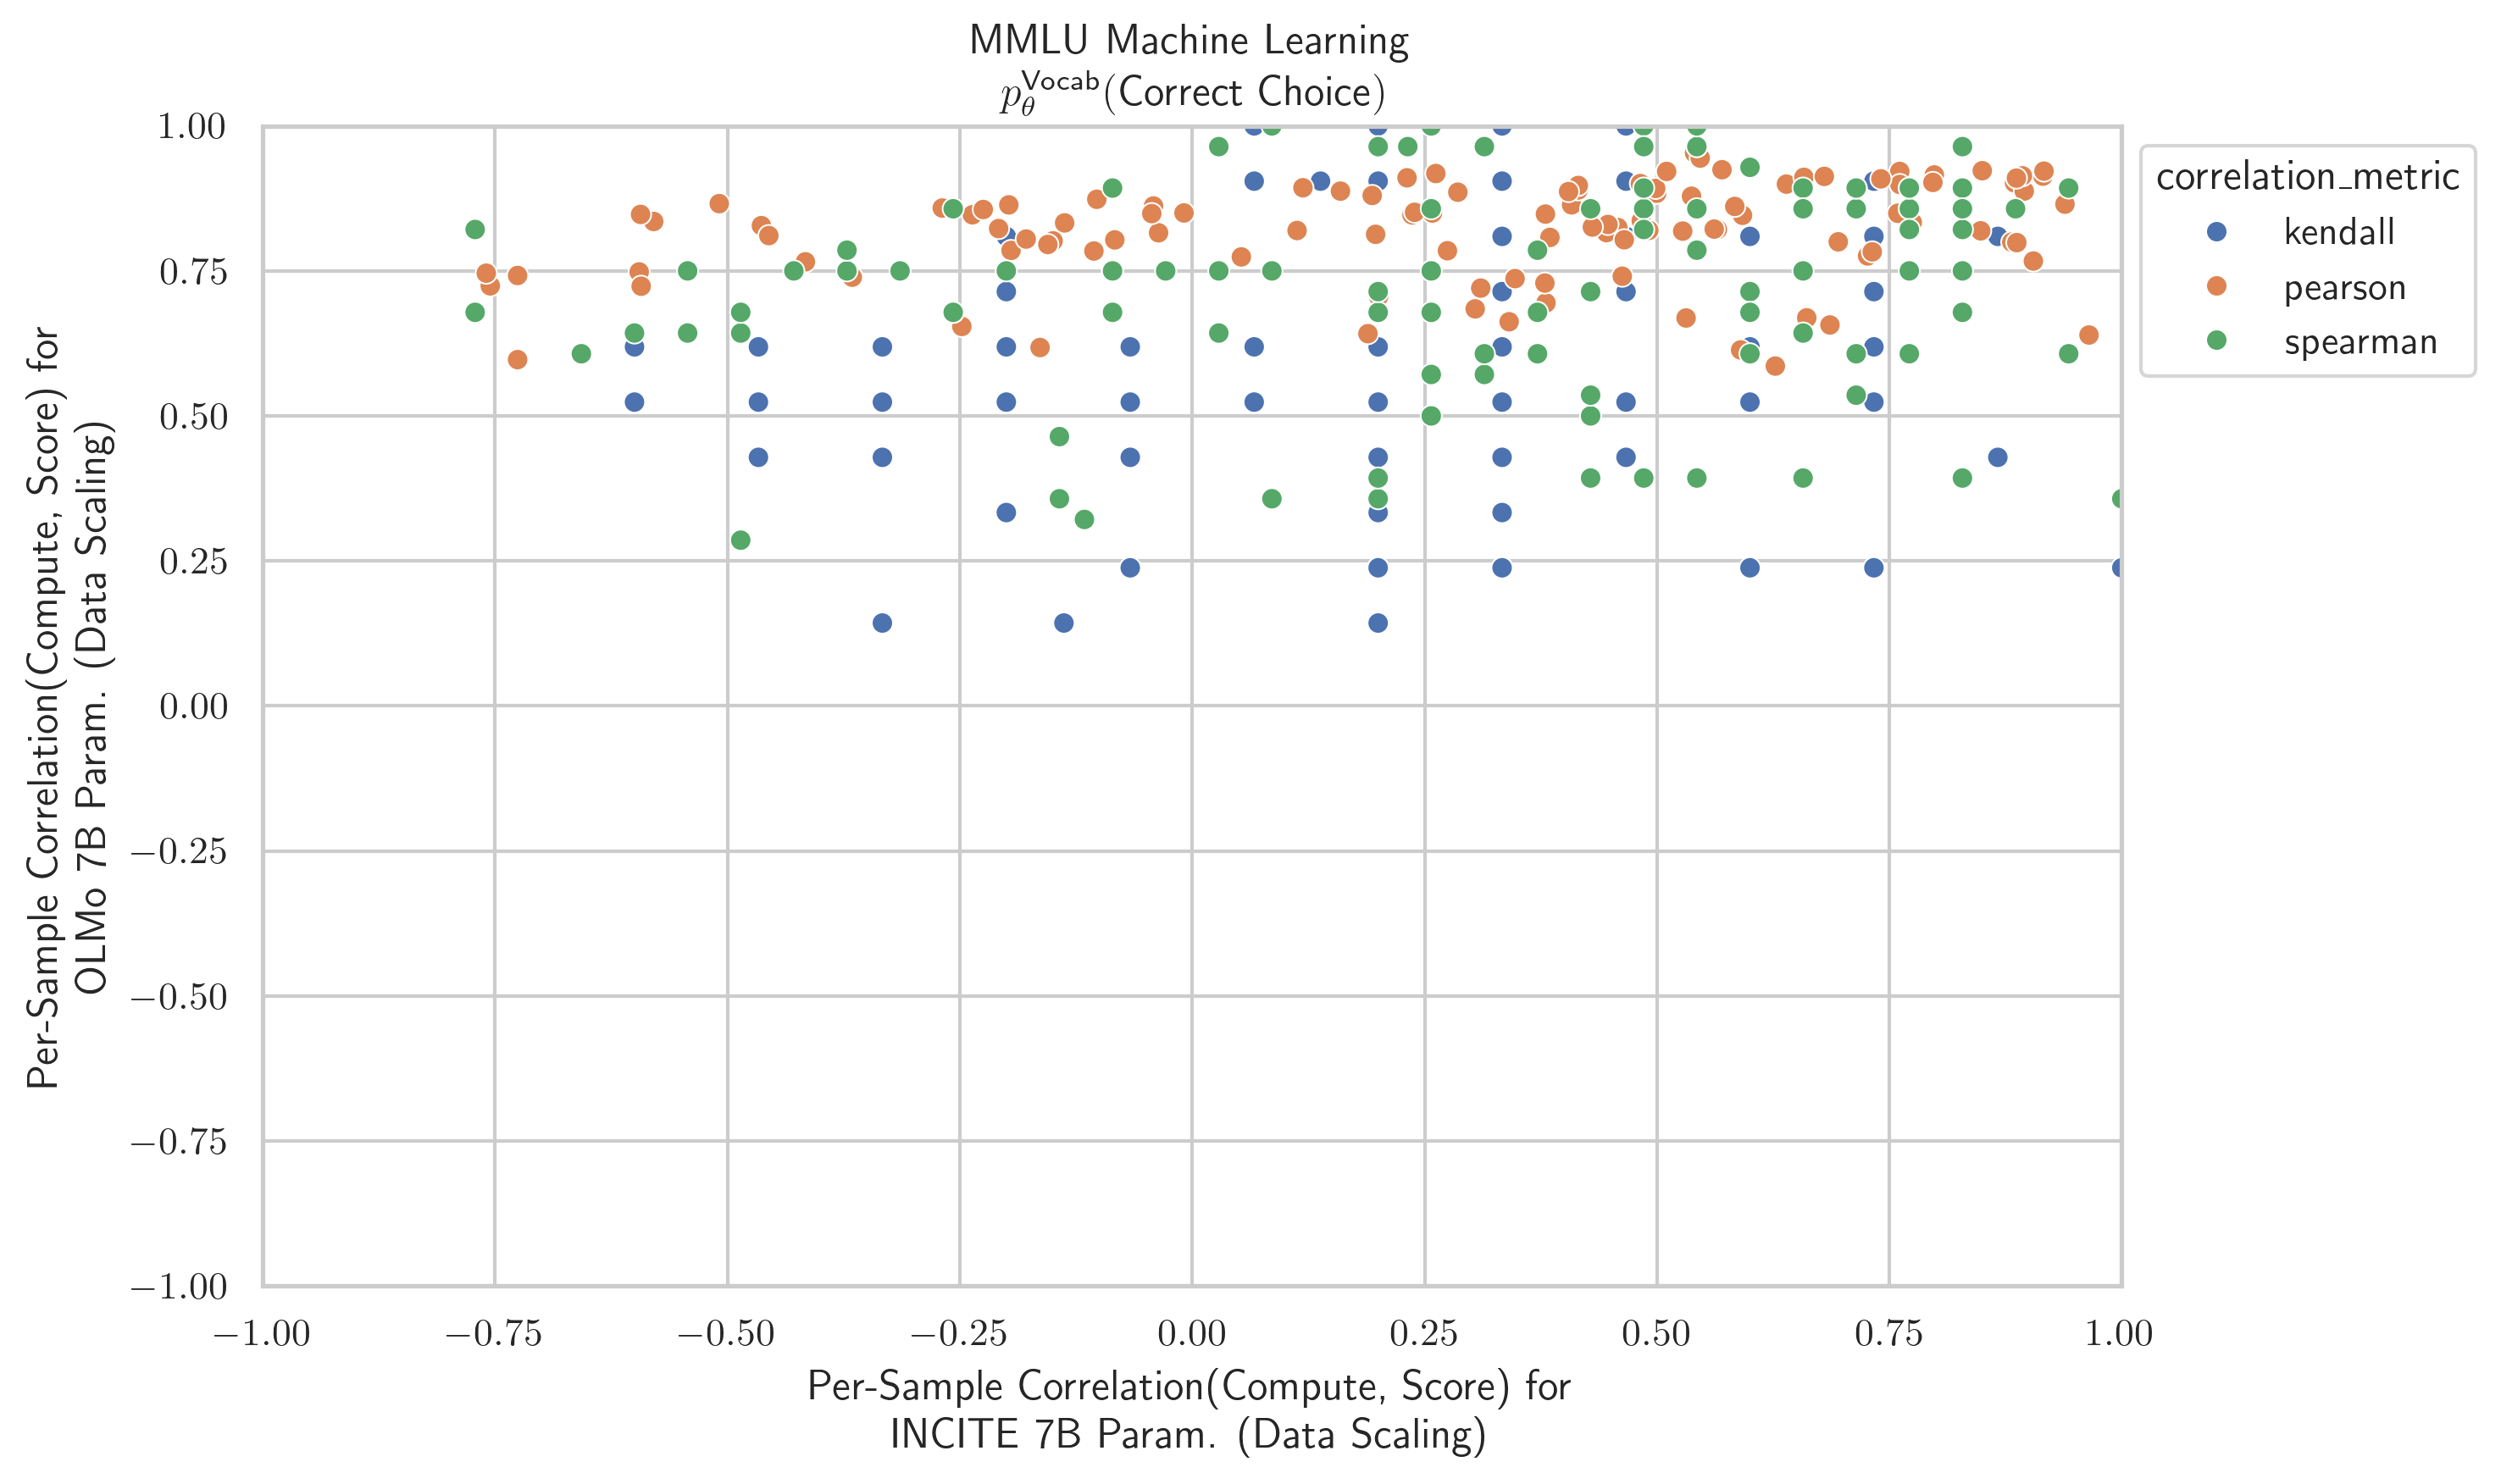 MMLU Machine Learning
p_θ^Vocab(Correct Choice)
1.00
0.75
0.50
0.25
0.00
−0.25
−0.50
−0.75
−1.00
Per-Sample Correlation(Compute, Score) for
OLMo 7B Param. (Data Scaling)
−1.00 −0.75 −0.50 −0.25 0.00 0.25 0.50 0.75 1.00
Per-Sample Correlation(Compute, Score) for
INCITE 7B Param. (Data Scaling)
correlation_metric
kendall
pearson
spearman